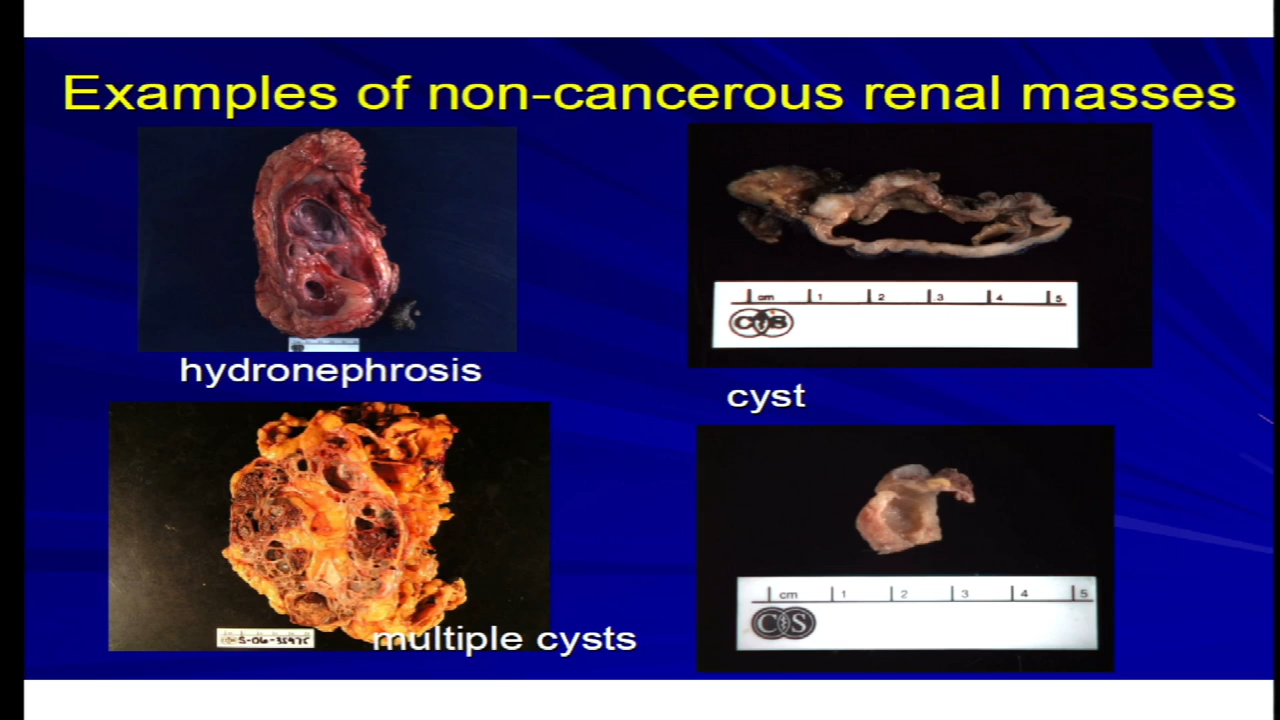 Examples of non-cancerous renal masses
cm 1 2 3 4 5
C S
hydronephrosis
cyst
cm 1 2 3 4 5
C S
multiple cysts